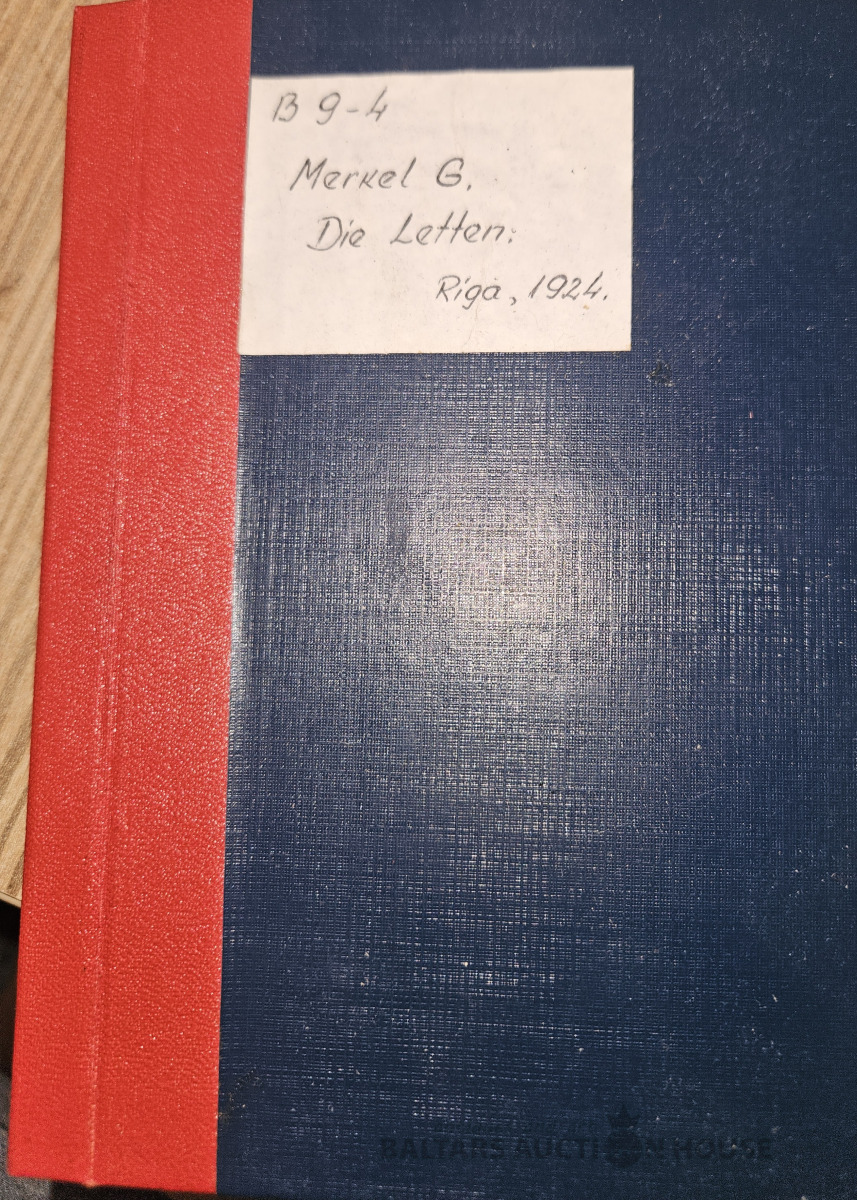 B 9-4
Merkel G.
Die Letten.
Riga, 1924.
BALTARS AUCTION HOUSE